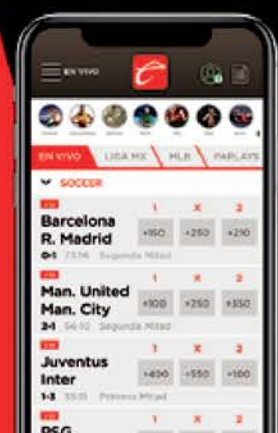 EN VIVO
EN VIVO LIGA MX MLB PARLAYS
SOCCER
1 X 2
Barcelona
R. Madrid
+150 +250 +210
0-1 Segunda Mitad
1 X 2
Man. United
Man. City
+100 +250 +350
2-1 56:10 Segunda Mitad
1 X 2
Juventus
Inter
+400 +550 +100
1-3 Primera Mitad
1 X 2
PSG